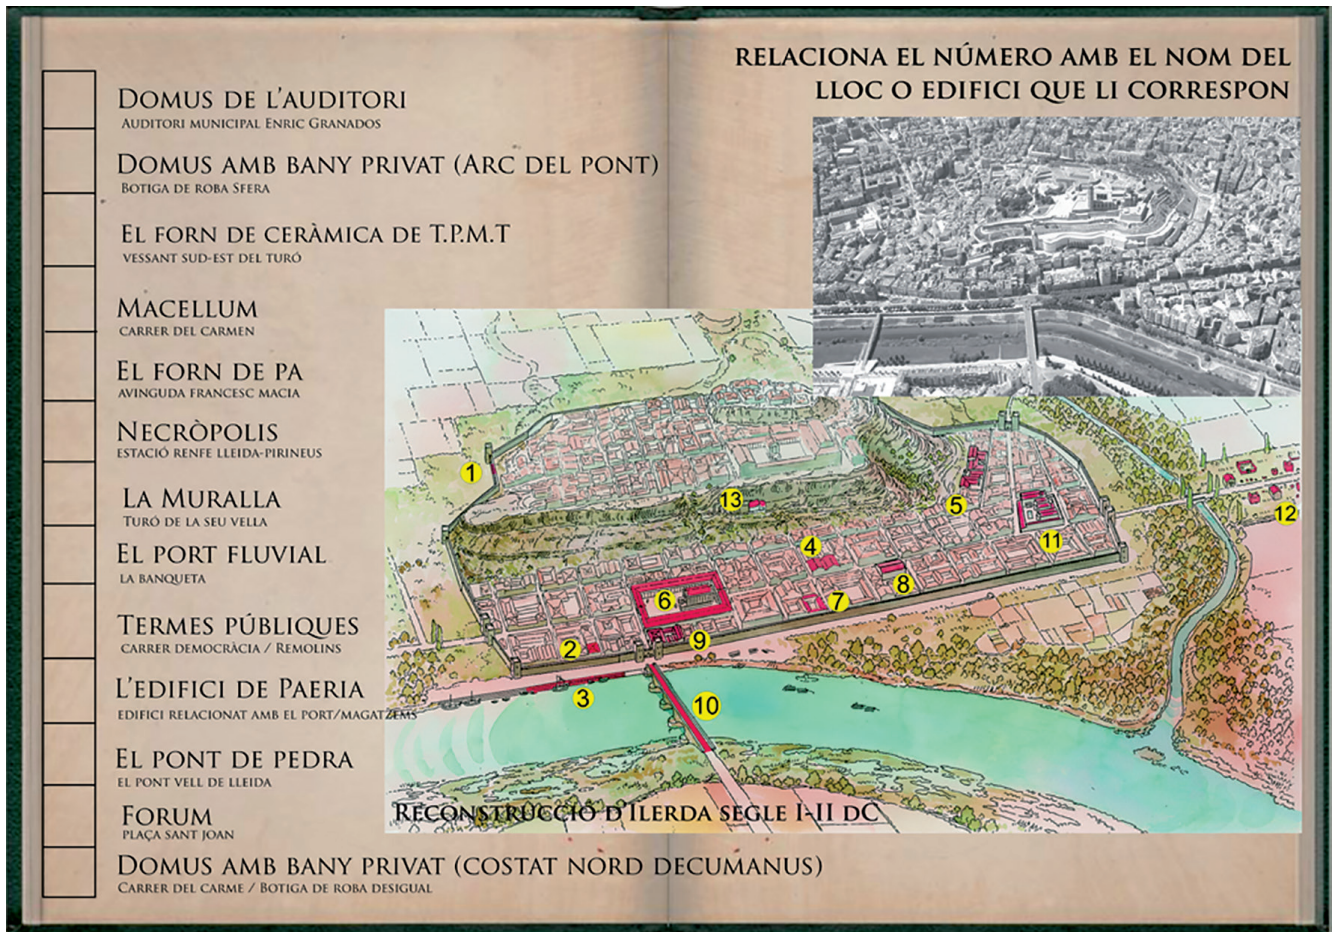 RELACIONA EL NÚMERO AMB EL NOM DEL
LLOC O EDIFICI QUE LI CORRESPON
DOMUS DE L'AUDITORI
AUDITORI MUNICIPAL ENRIC GRANADOS
DOMUS AMB BANY PRIVAT (ARC DEL PONT)
BOTIGA DE ROBA SFERA
EL FORN DE CERÀMICA DE T.P.M.T
VESSANT SUD-EST DEL TURÓ
MACELLUM
CARRER DEL CARMEN
EL FORN DE PA
AVINGUDA FRANCESC MACIA
NECRÒPOLIS
ESTACIÓ RENFE LLEIDA-PIRINEUS
LA MURALLA
TURÓ DE LA SEU VELLA
EL PORT FLUVIAL
LA BANQUETA
TERMES PÚBLIQUES
CARRER DEMOCRÀCIA / REMOLINS
L'EDIFICI DE PAERIA
EDIFICI RELACIONAT AMB EL PORT/MAGATZEMS
EL PONT DE PEDRA
EL PONT VELL DE LLEIDA
FORUM
PLAÇA SANT JOAN
DOMUS AMB BANY PRIVAT (COSTAT NORD DECUMANUS)
CARRER DEL CARME / BOTIGA DE ROBA DESIGUAL
1
13
5
12
4
11
8
6
7
9
2
3
10
RECONSTRUCCIÓ D'ILERDA SEGLE I-II DC